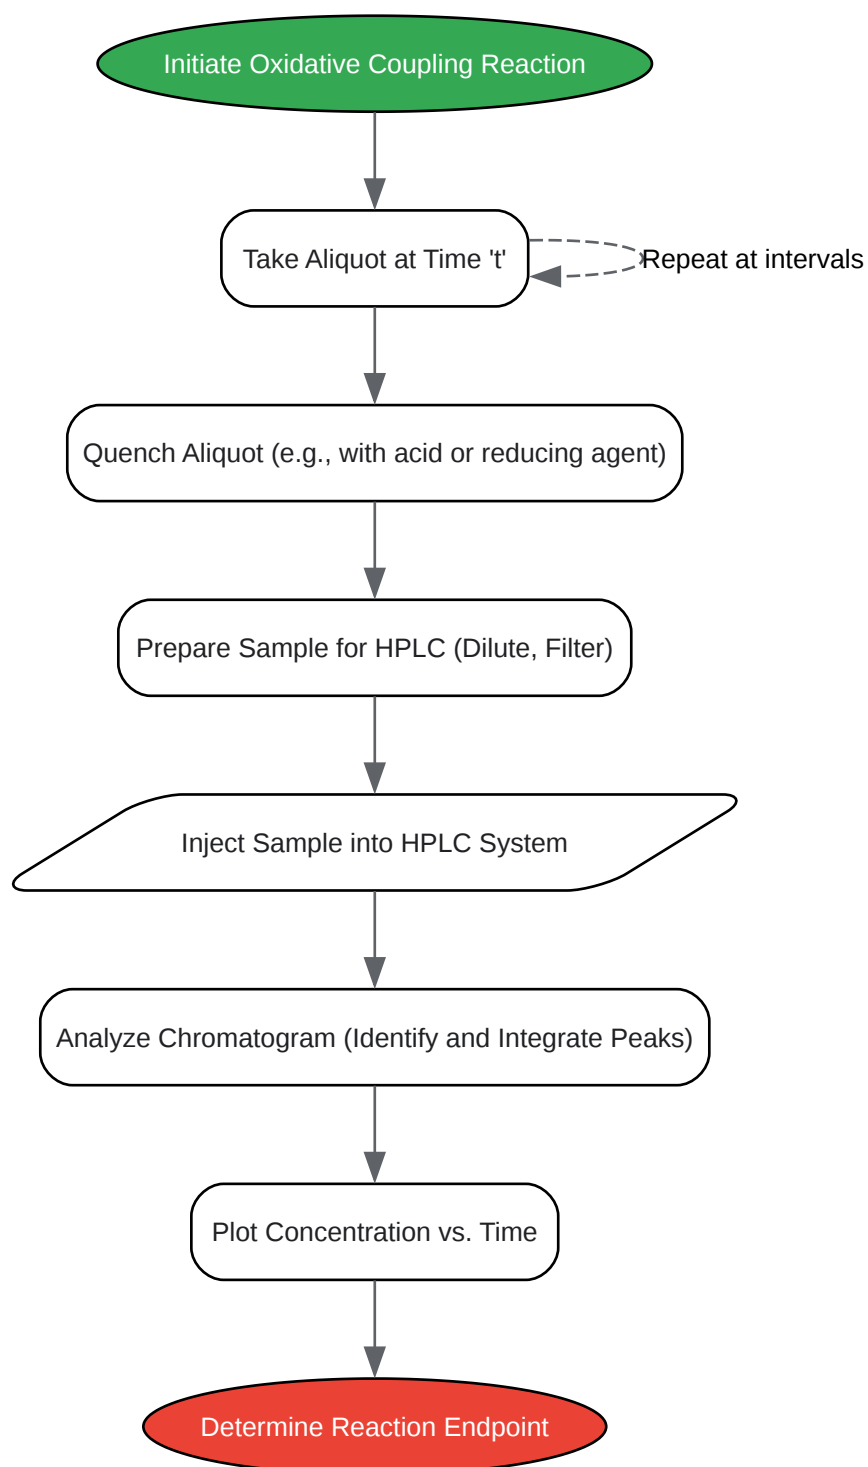 Initiate Oxidative Coupling Reaction
Take Aliquot at Time 't'
Repeat at intervals
Quench Aliquot (e.g., with acid or reducing agent)
Prepare Sample for HPLC (Dilute, Filter)
Inject Sample into HPLC System
Analyze Chromatogram (Identify and Integrate Peaks)
Plot Concentration vs. Time
Determine Reaction Endpoint